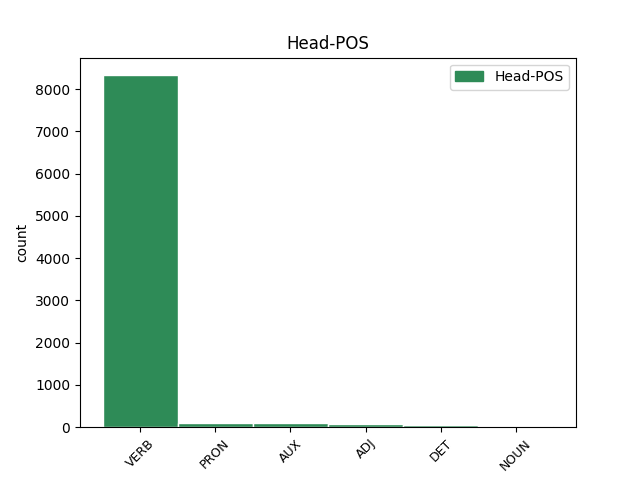 Head-POS
Head-POS
count
8000
7000
6000
5000
4000
3000
2000
1000
0
VERB
PRON
AUX
ADJ
DET
NOUN